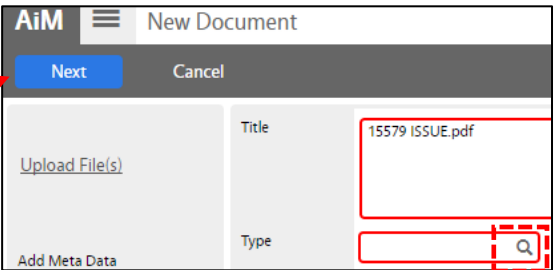 AiM New Document
Next Cancel
Title 15579 ISSUE.pdf
Upload File(s)
Type
Add Meta Data